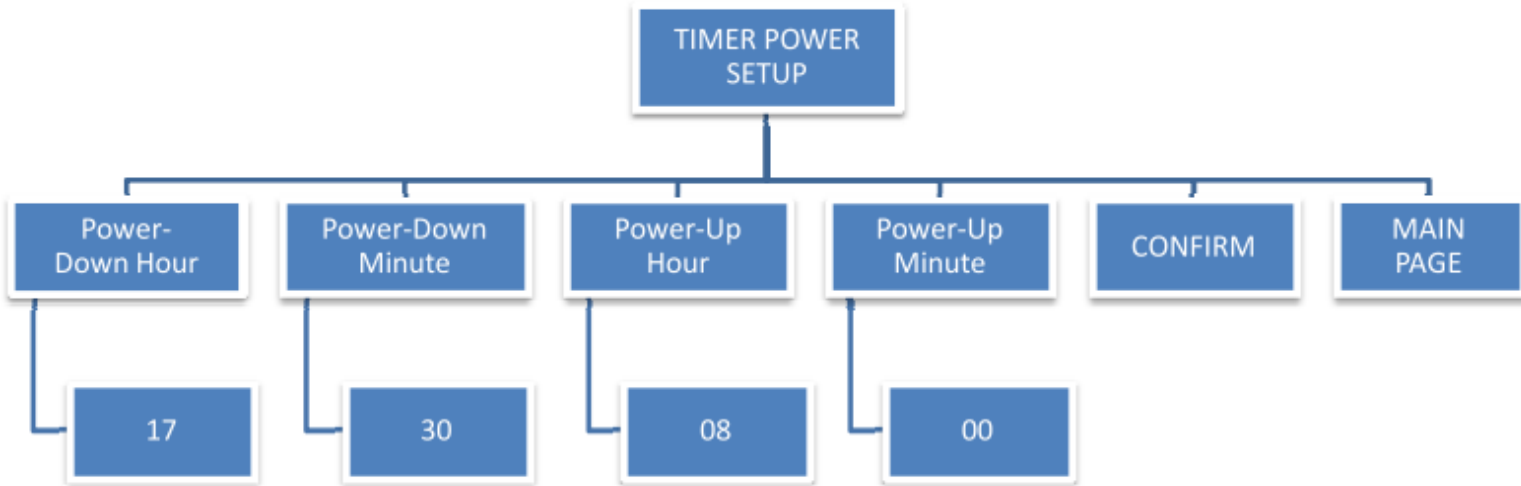 TIMER POWER
SETUP
Power-
Down Hour
Power-Down
Minute
Power-Up
Hour
Power-Up
Minute
CONFIRM
MAIN
PAGE
17
30
08
00